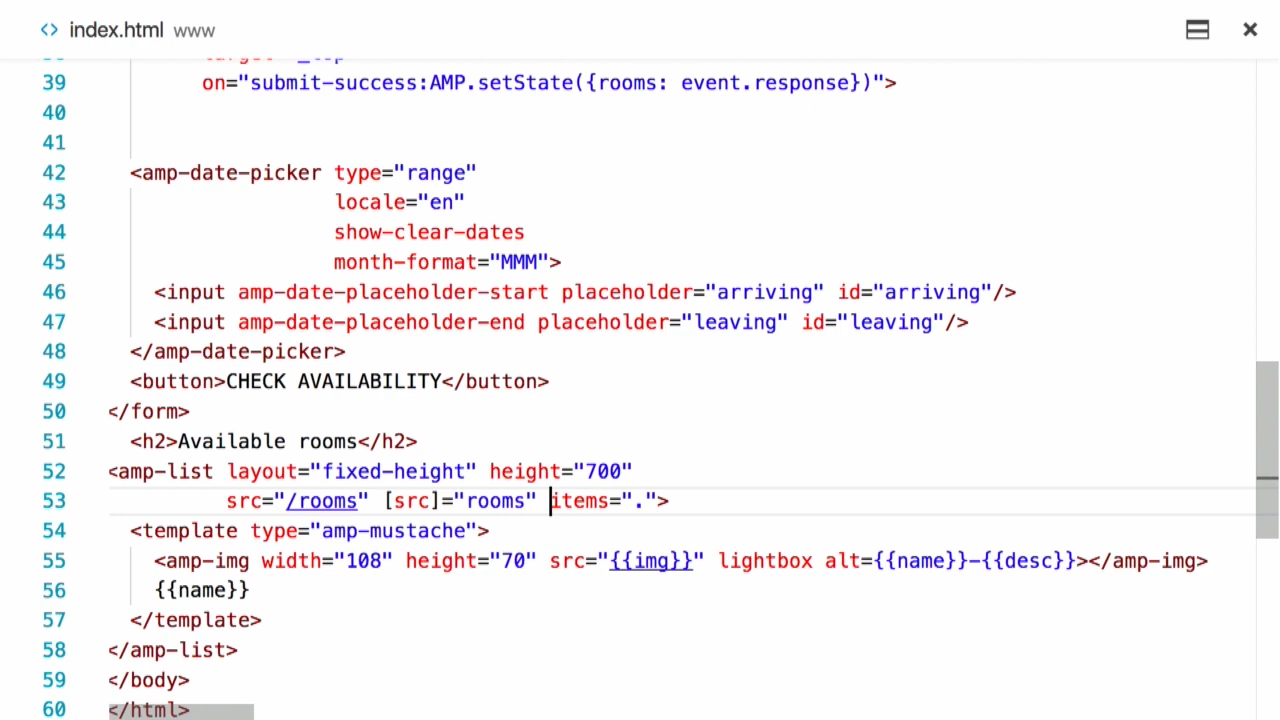 <> index.html www
39 on="submit-success:AMP.setState({rooms: event.response})">
40
41
42 <amp-date-picker type="range"
43 locale="en"
44 show-clear-dates
45 month-format="MMM">
46 <input amp-date-placeholder-start placeholder="arriving" id="arriving"/>
47 <input amp-date-placeholder-end placeholder="leaving" id="leaving"/>
48 </amp-date-picker>
49 <button>CHECK AVAILABILITY</button>
50 </form>
51 <h2>Available rooms</h2>
52 <amp-list layout="fixed-height" height="700"
53 src="/rooms" [src]="rooms" items=".">
54 <template type="amp-mustache">
55 <amp-img width="108" height="70" src="{{img}}" lightbox alt={{name}}-{{desc}}></amp-img>
56 {{name}}
57 </template>
58 </amp-list>
59 </body>
60 </html>